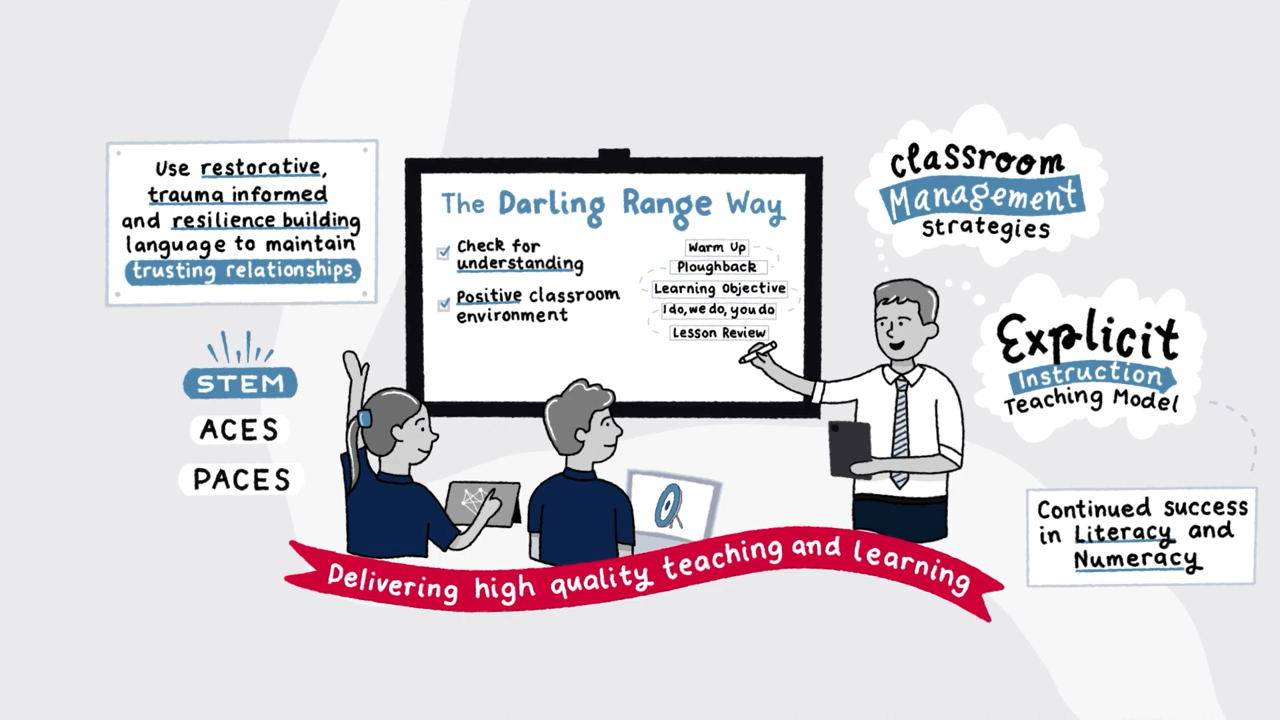 Use restorative,
trauma informed
and resilience building
language to maintain
trusting relationships.
STEM
ACES
PACES
The Darling Range Way
Check for
understanding
Positive classroom
environment
Warm Up
Ploughback
Learning Objective
I do, we do, you do
Lesson Review
classroom
Management
strategies
Explicit
Instruction
Teaching Model
Continued success
in Literacy and
Numeracy
Delivering high quality teaching and learning